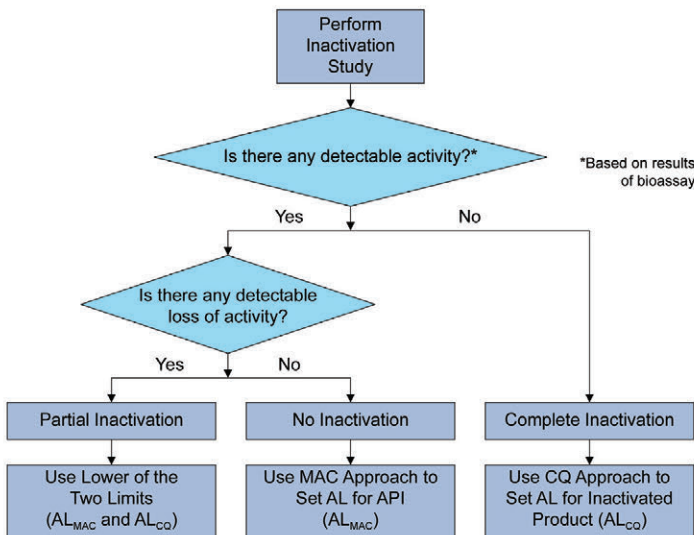 Perform
Inactivation
Study
Is there any detectable activity?*
*Based on results
of bioassay
Yes
No
Is there any detectable
loss of activity?
Yes
No
Partial Inactivation
No Inactivation
Complete Inactivation
Use Lower of the
Two Limits
(ALMAC and ALCQ)
Use MAC Approach to
Set AL for API
(ALMAC)
Use CQ Approach to
Set AL for Inactivated
Product (ALCQ)